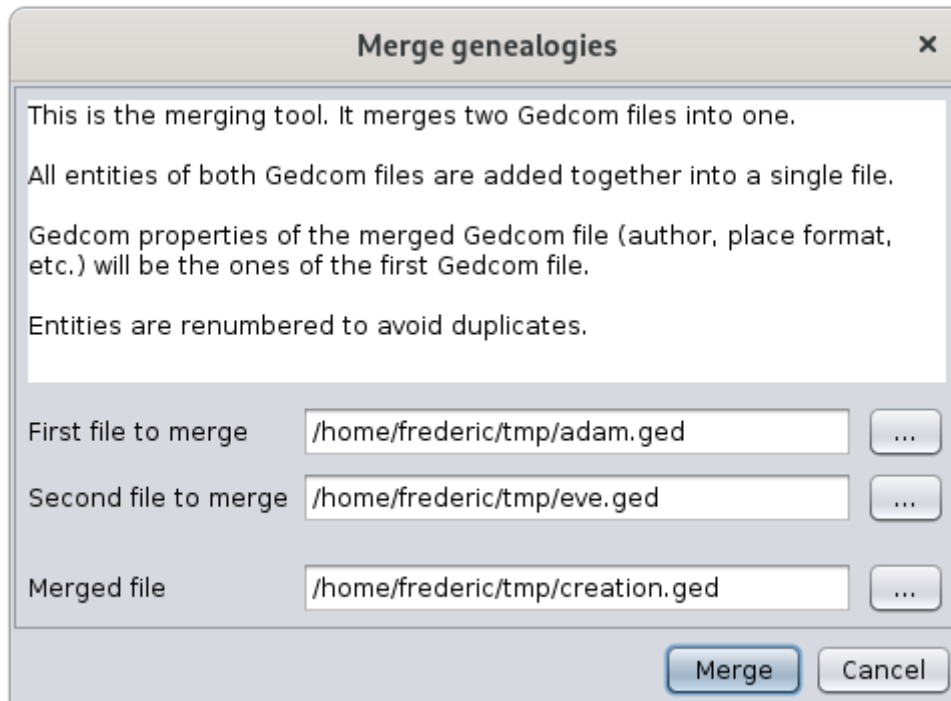 Merge genealogies ×
This is the merging tool. It merges two Gedcom files into one.
All entities of both Gedcom files are added together into a single file.
Gedcom properties of the merged Gedcom file (author, place format,
etc.) will be the ones of the first Gedcom file.
Entities are renumbered to avoid duplicates.
First file to merge /home/frederic/tmp/adam.ged ...
Second file to merge /home/frederic/tmp/eve.ged ...
Merged file /home/frederic/tmp/creation.ged ...
Merge Cancel